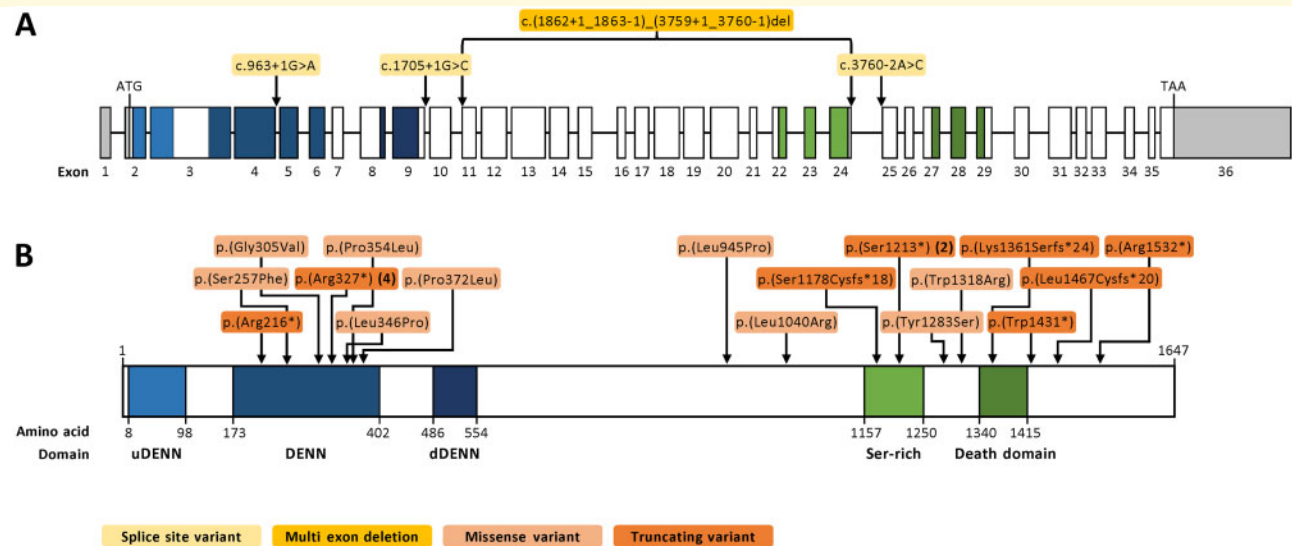 A
c.(1862+1_1863-1)_(3759+1_3760-1)del
c.963+1G>A c.1705+1G>C c.3760-2A>C
ATG TAA
Exon 1 2 3 4 5 6 7 8 9 10 11 12 13 14 15 16 17 18 19 20 21 22 23 24 25 26 27 28 29 30 31 32 33 34 35 36
B
p.(Gly305Val) p.(Pro354Leu) p.(Leu945Pro) p.(Ser1213*) (2) p.(Lys1361Serfs*24) p.(Arg1532*)
p.(Ser257Phe) p.(Arg327*) (4) p.(Pro372Leu) p.(Ser1178Cysfs*18) p.(Trp1318Arg) p.(Leu1467Cysfs*20)
p.(Arg216*) p.(Leu346Pro) p.(Leu1040Arg) p.(Tyr1283Ser) p.(Trp1431*)
1 1647
Amino acid 8 98 173 402 486 554 1157 1250 1340 1415
Domain uDENN DENN dDENN Ser-rich Death domain
Splice site variant Multi exon deletion Missense variant Truncating variant